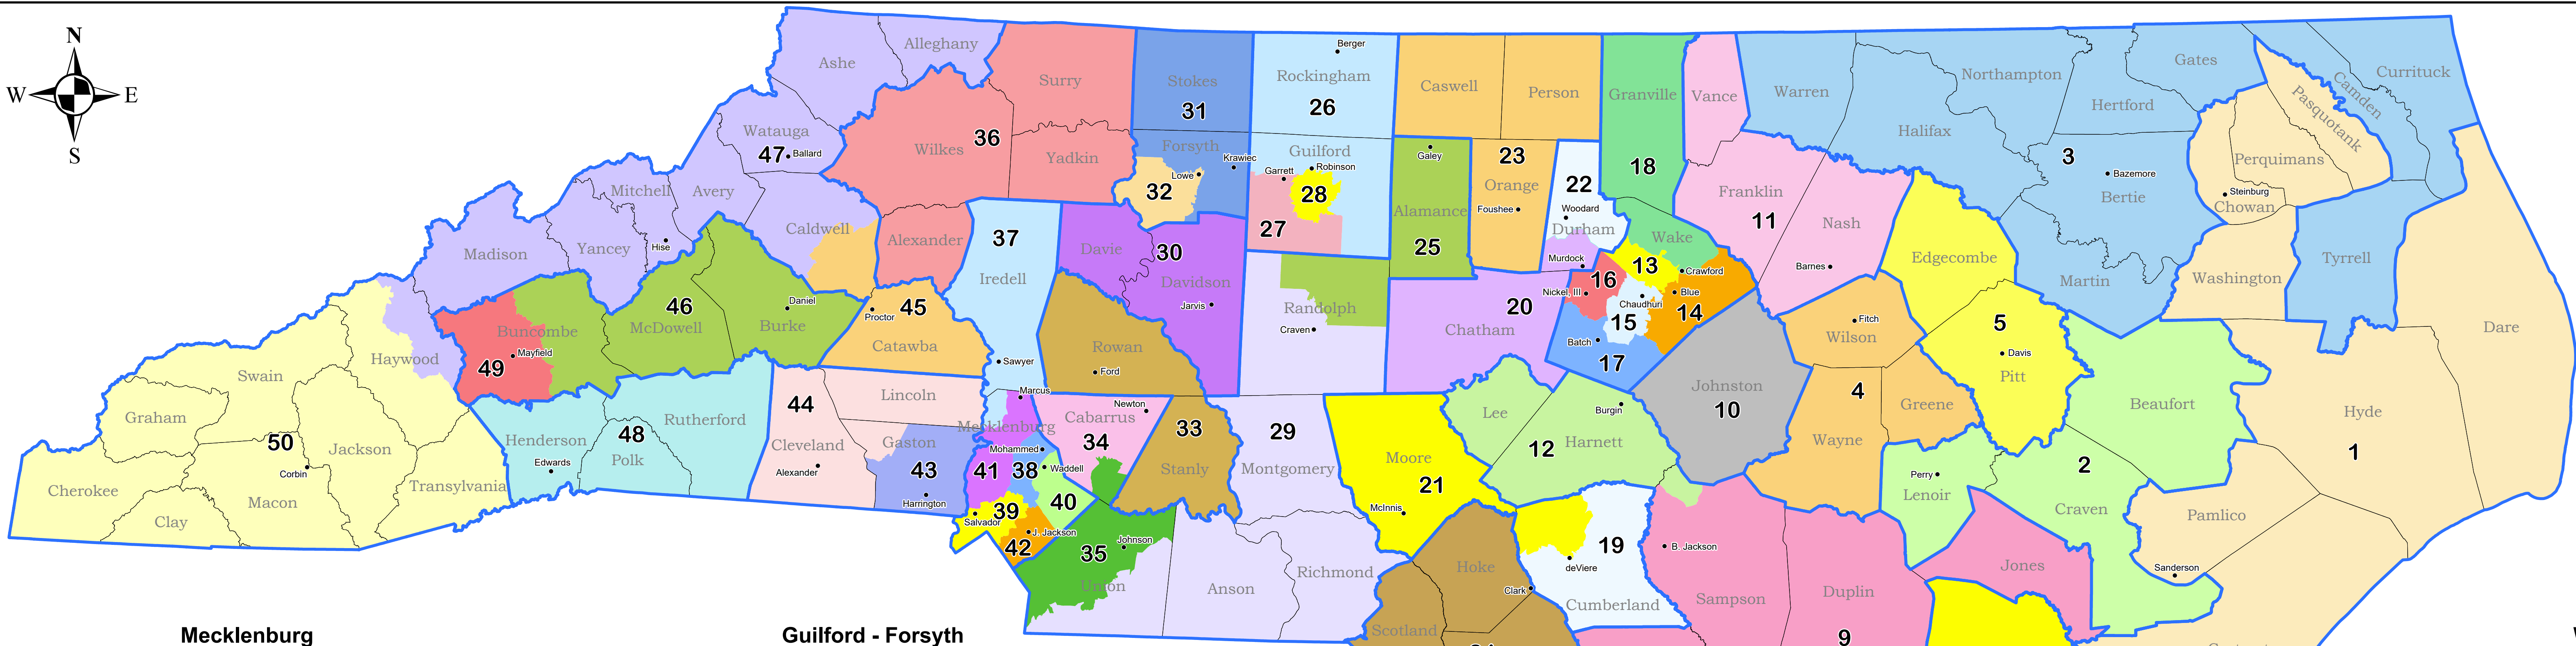 N
W E
S
Ashe
Alleghany
Surry
Stokes
31
Rockingham
Berger
26
Caswell
Person
Granville
Vance
Warren
Northampton
Gates
Hertford
Camden
Currituck
Pasquotank
Perquimans
Halifax
3
Bazemore
Bertie
Steinburg
Chowan
Watauga
47 Ballard
Wilkes
36
Yadkin
Forsyth
Krawiec
Lowe
32
Guilford
Garrett
Robinson
28
27
Galey
Alamance
25
23
Orange
Foushee
22
Woodard
Durham
Murdock
18
Wake
Franklin
11
Nash
Barnes
Edgecombe
Martin
Washington
Tyrrell
Dare
Mitchell
Avery
Madison
Yancey
Hise
Caldwell
Alexander
37
Iredell
Davie
30
Davidson
Jarvis
Randolph
Craven
20
Chatham
16
Nickel, III
13
Crawford
Blue
Chaudhuri
15
14
Batch
17
Fitch
Wilson
5
Davis
Pitt
46
McDowell
Daniel
Burke
45
Proctor
Catawba
Sawyer
Rowan
Ford
Buncombe
Mayfield
49
Haywood
Swain
Graham
50
Corbin
Jackson
Cherokee
Clay
Macon
Transylvania
Henderson
48
Edwards
Polk
Rutherford
44
Lincoln
Cleveland
Alexander
Gaston
43
Harrington
Marcus
Mecklenburg
Mohammed
41
38
Waddell
40
39
Salvador
42
J. Jackson
Newton
Cabarrus
34
33
Stanly
35
Johnson
Union
29
Montgomery
Anson
Richmond
Moore
21
McInnis
Lee
12
Harnett
Burgin
Johnston
10
4
Greene
Wayne
Beaufort
Hyde
1
2
Perry
Lenoir
Craven
Pamlico
Sanderson
Jones
Hoke
Clark
Scotland
19
deViere
Cumberland
B. Jackson
Sampson
Duplin
9
Mecklenburg
Guilford - Forsyth